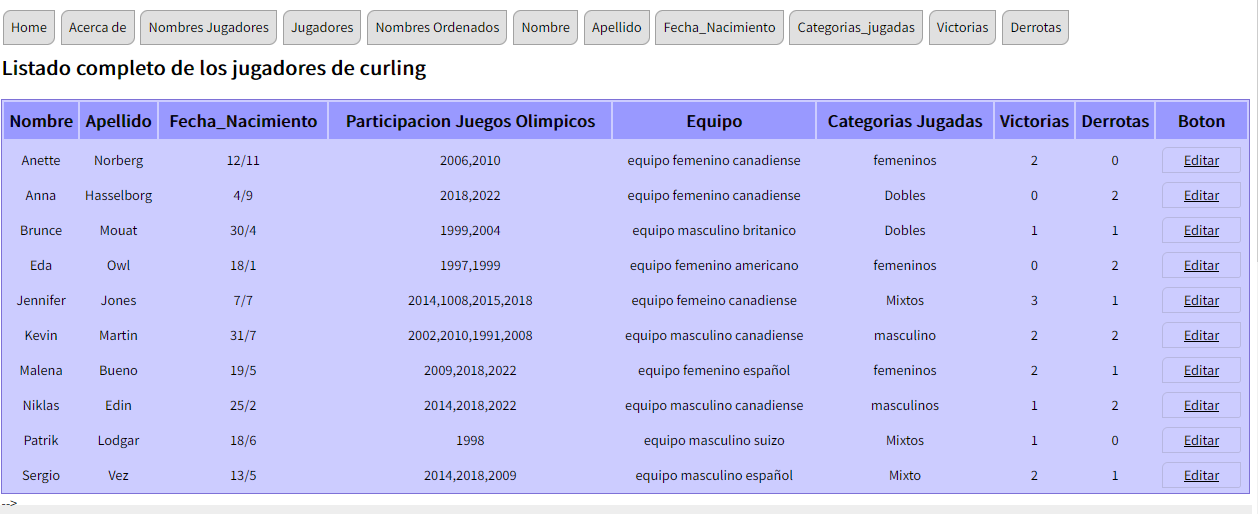 Home Acerca de Nombres Jugadores Jugadores Nombres Ordenados Nombre Apellido Fecha_Nacimiento Categorias_jugadas Victorias Derrotas
Listado completo de los jugadores de curling
Nombre Apellido Fecha_Nacimiento Participacion Juegos Olimpicos Equipo Categorias Jugadas Victorias Derrotas Boton
Anette Norberg 12/11 2006,2010 equipo femenino canadiense femeninos 2 0 Editar
Anna Hasselborg 4/9 2018,2022 equipo femenino canadiense Dobles 0 2 Editar
Brunce Mouat 30/4 1999,2004 equipo masculino britanico Dobles 1 1 Editar
Eda Owl 18/1 1997,1999 equipo femenino americano femeninos 0 2 Editar
Jennifer Jones 7/7 2014,1008,2015,2018 equipo femeino canadiense Mixtos 3 1 Editar
Kevin Martin 31/7 2002,2010,1991,2008 equipo masculino canadiense masculino 2 2 Editar
Malena Bueno 19/5 2009,2018,2022 equipo femenino español femeninos 2 1 Editar
Niklas Edin 25/2 2014,2018,2022 equipo masculino canadiense masculinos 1 2 Editar
Patrik Lodgar 18/6 1998 equipo masculino suizo Mixtos 1 0 Editar
Sergio Vez 13/5 2014,2018,2009 equipo masculino español Mixto 2 1 Editar
-->